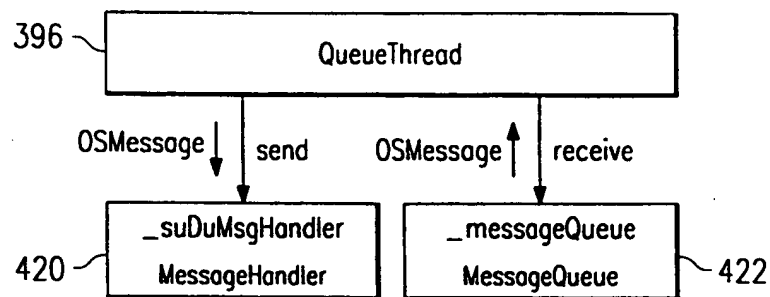 396
QueueThread
OSMessage send
OSMessage receive
_suDuMsgHandler
MessageHandler
420
_messageQueue
MessageQueue
422